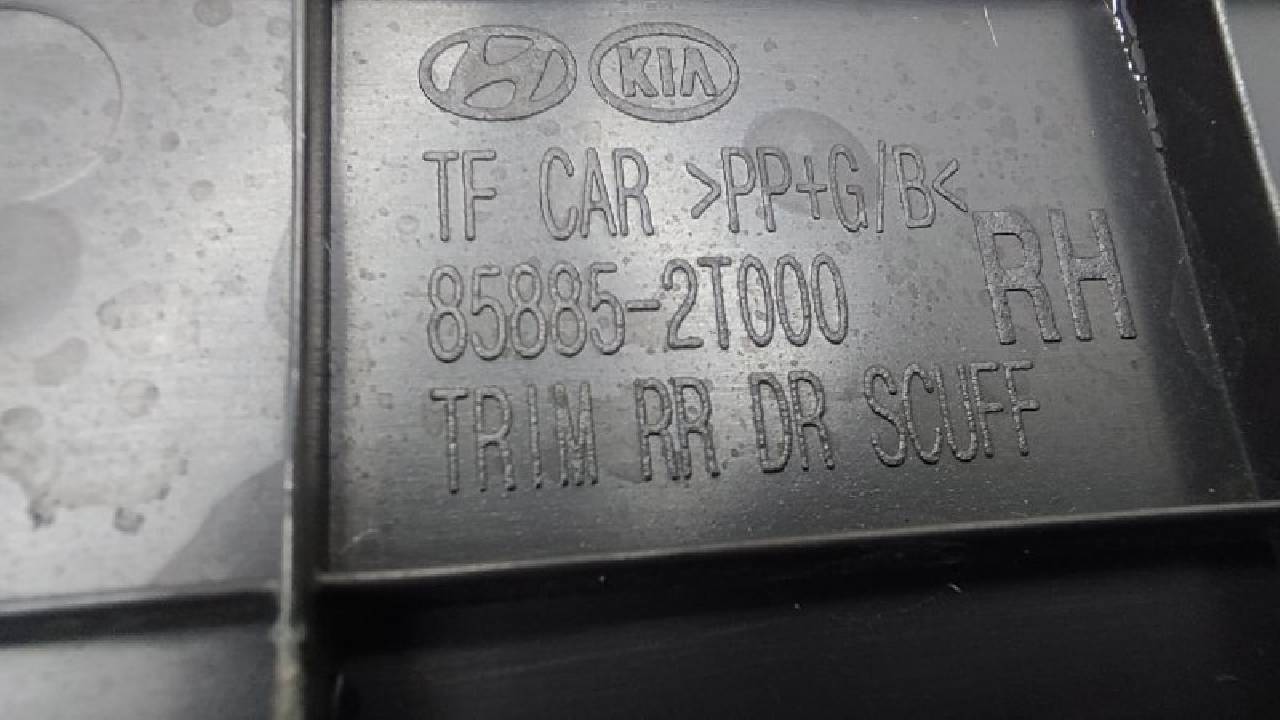 KIA
TF CAR >PP+G/B<
RH
85885-2T000
TRIM RR DR SCUFF